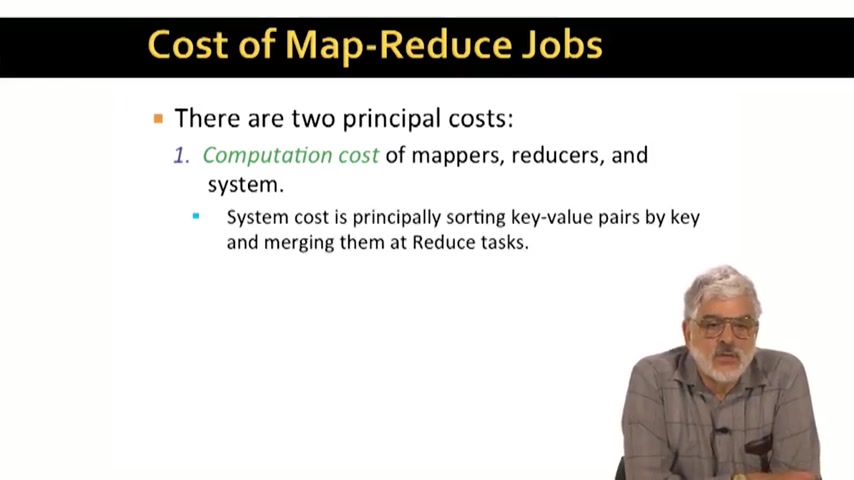 Cost of Map-Reduce Jobs
There are two principal costs:
1. Computation cost of mappers, reducers, and
system.
System cost is principally sorting key-value pairs by key
and merging them at Reduce tasks.